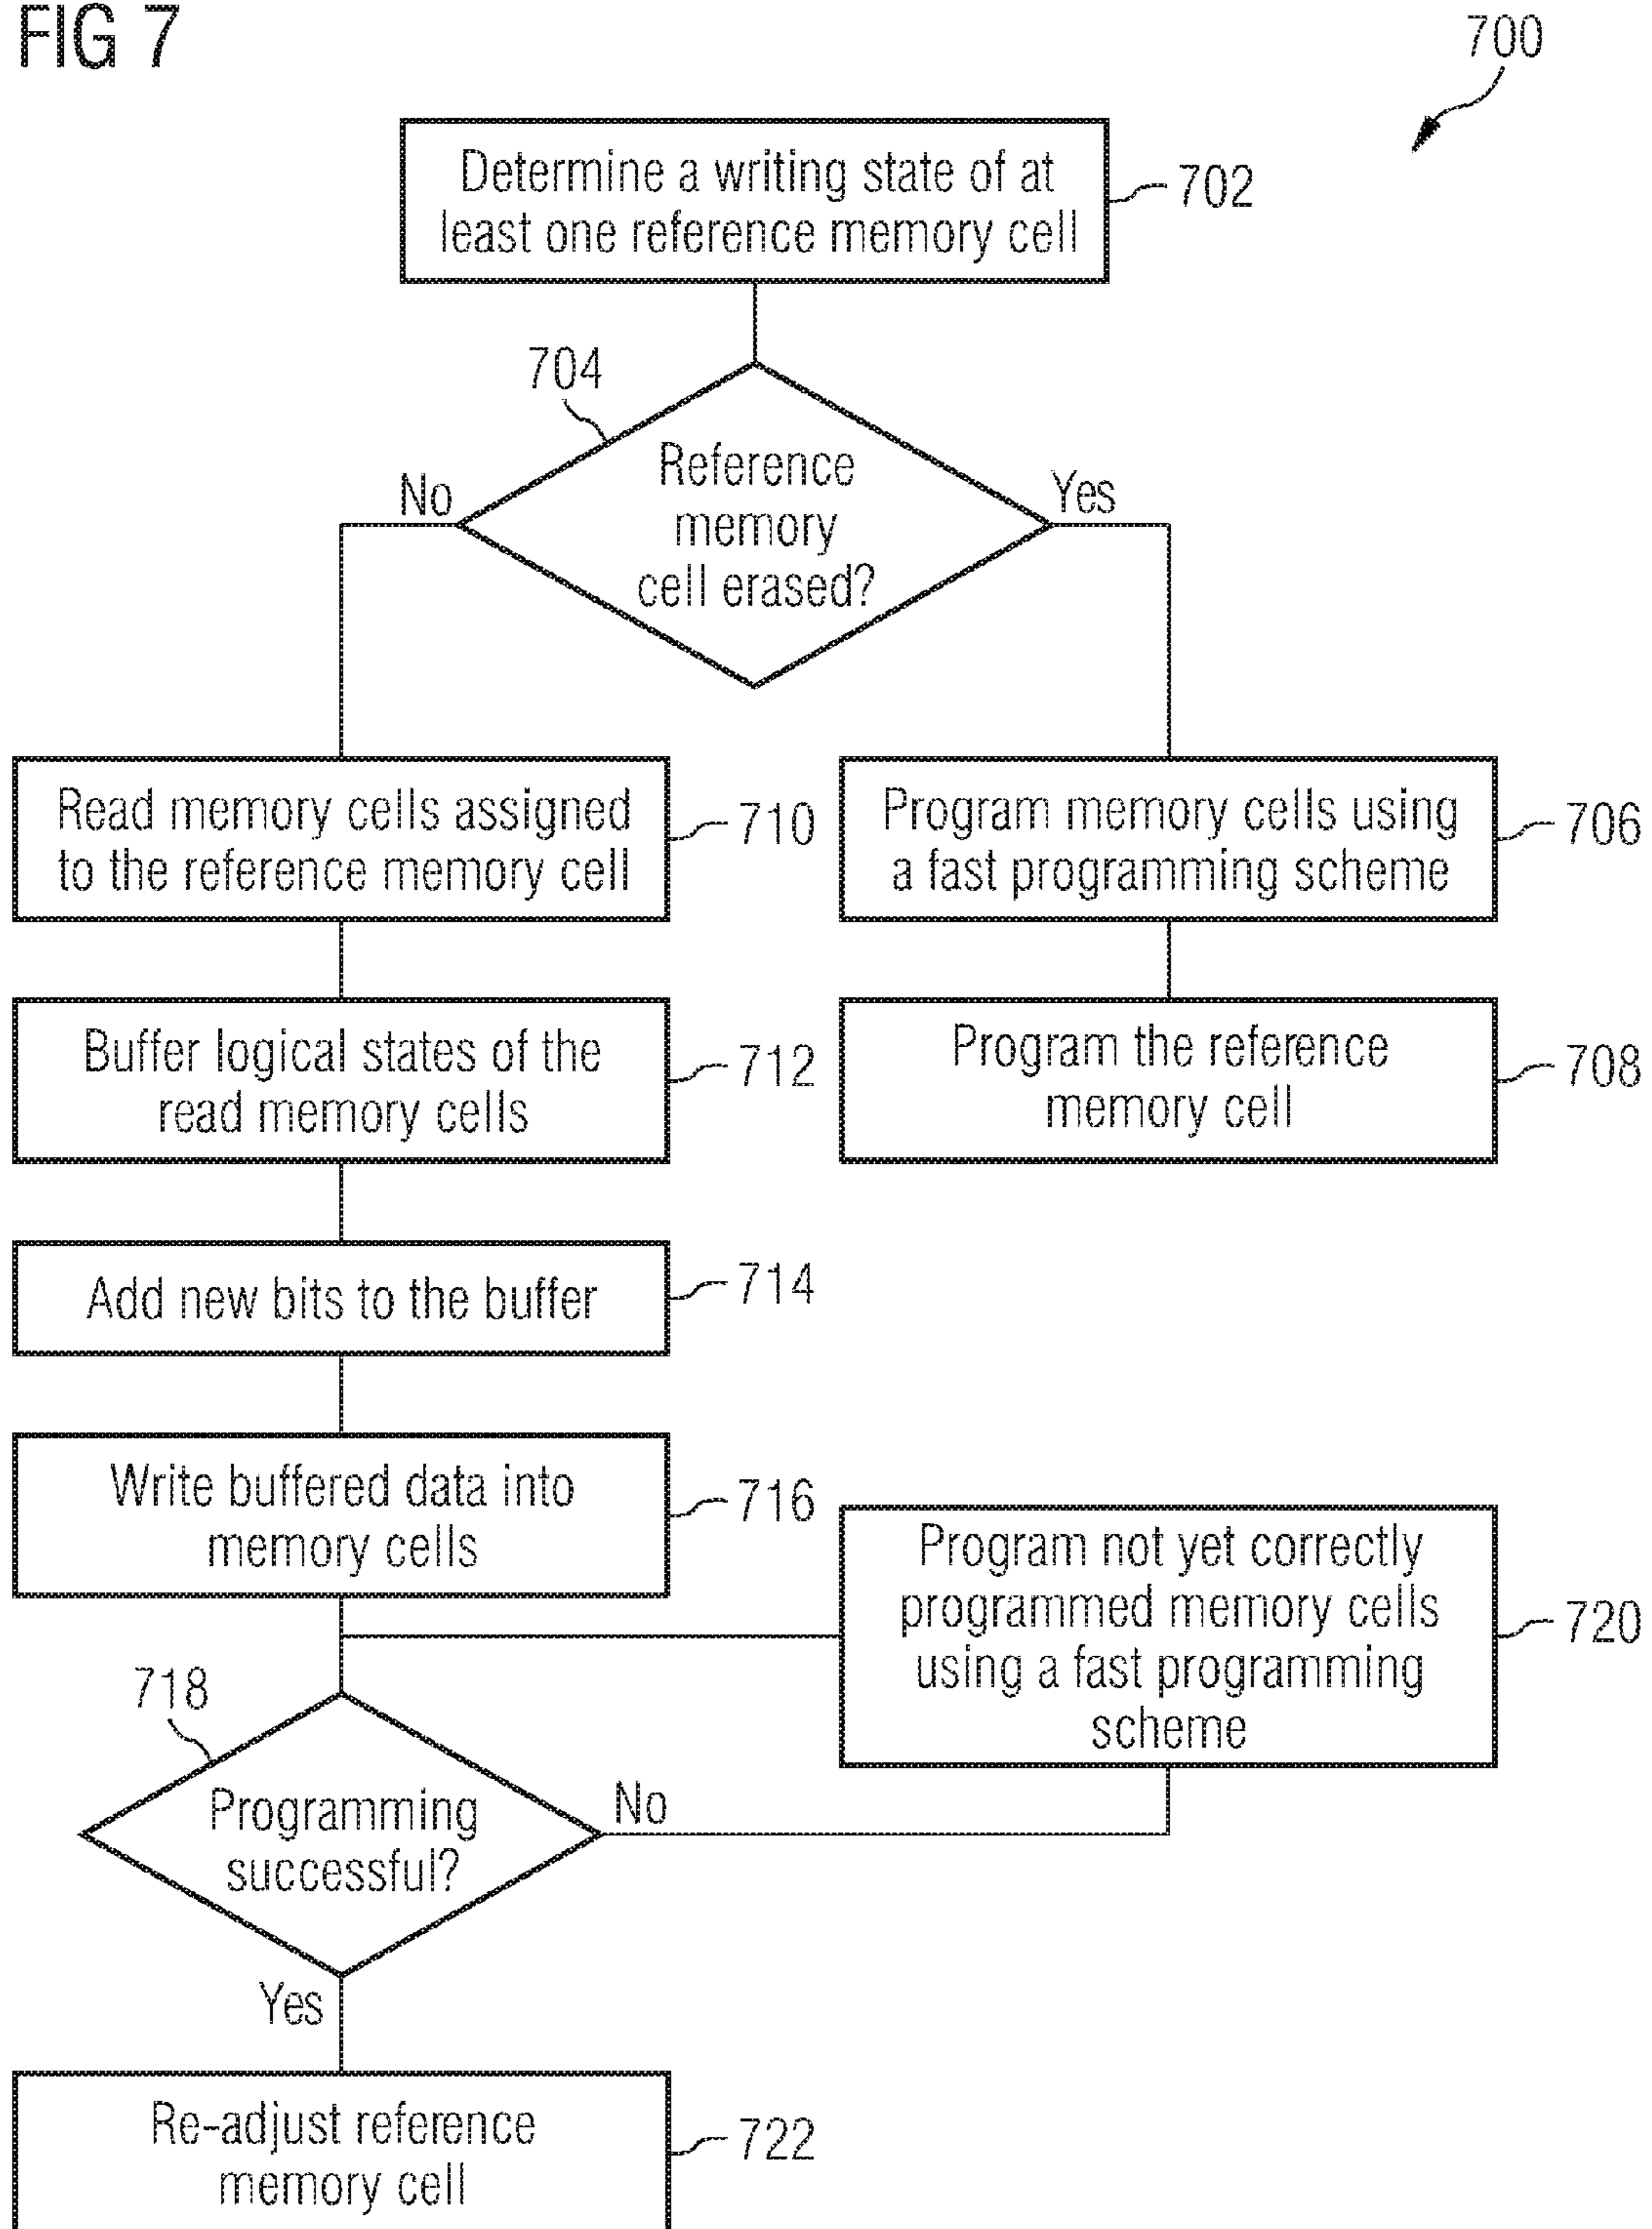 FIG 7
700
Determine a writing state of at
least one reference memory cell
702
704
Reference
memory
cell erased?
No
Yes
Read memory cells assigned
to the reference memory cell
710
Program memory cells using
a fast programming scheme
706
Buffer logical states of the
read memory cells
712
Program the reference
memory cell
708
Add new bits to the buffer
714
Write buffered data into
memory cells
716
Program not yet correctly
programmed memory cells
using a fast programming
scheme
720
718
Programming
successful?
No
Yes
Re-adjust reference
memory cell
722